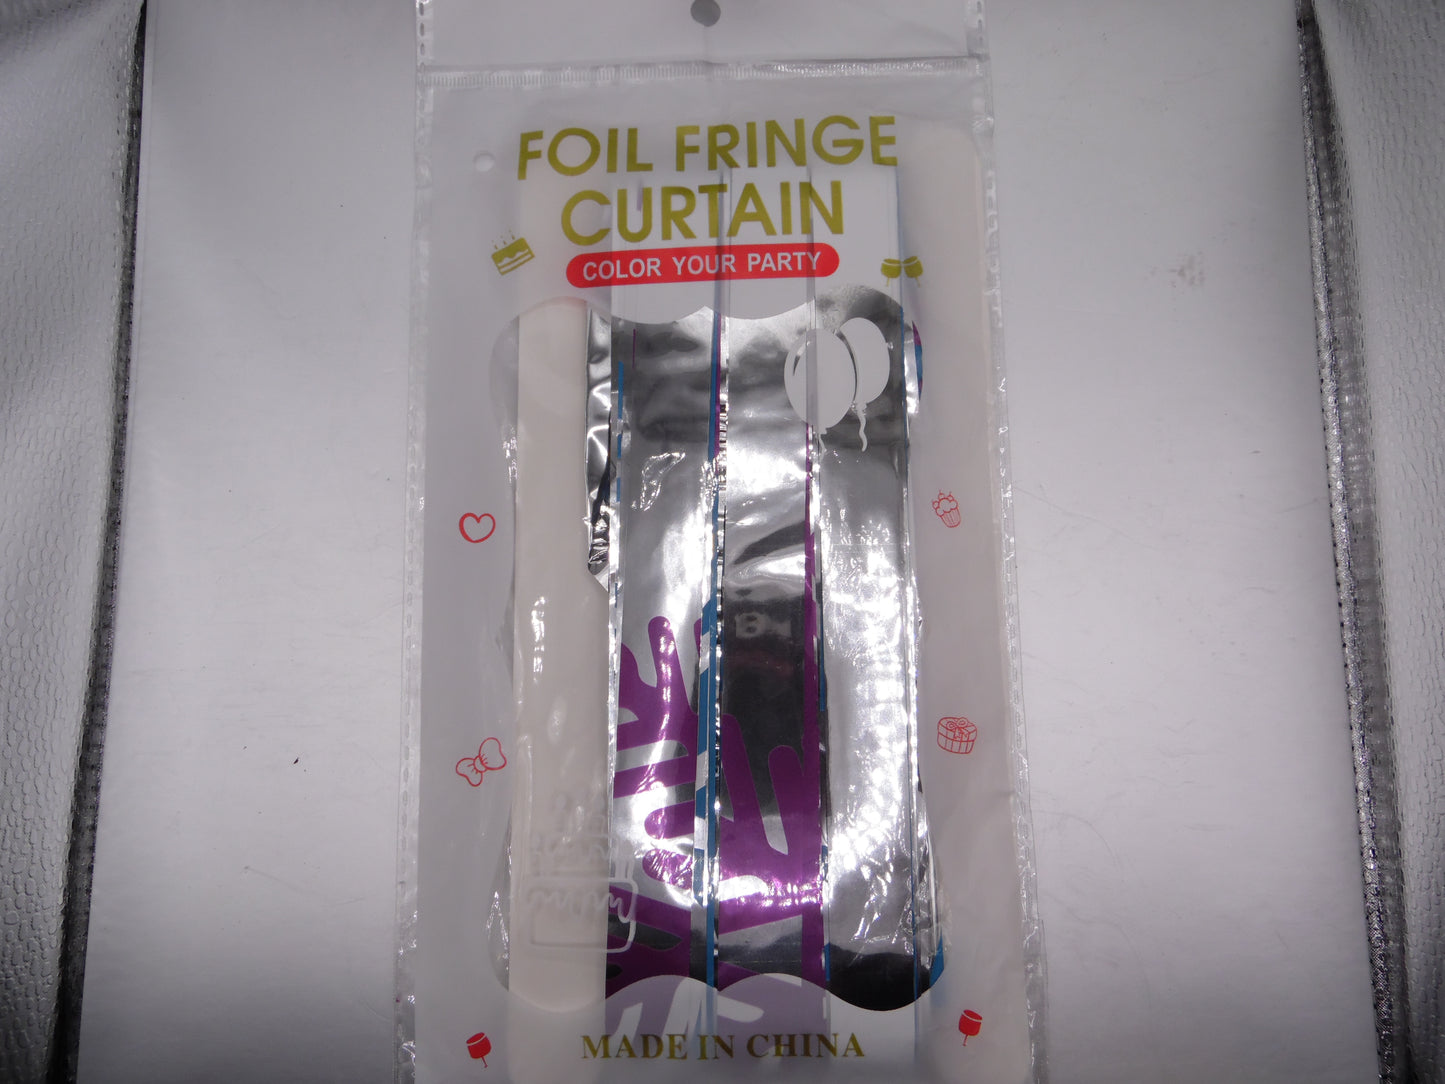 FOIL FRINGE
CURTAIN
COLOR YOUR PARTY
MADE IN CHINA